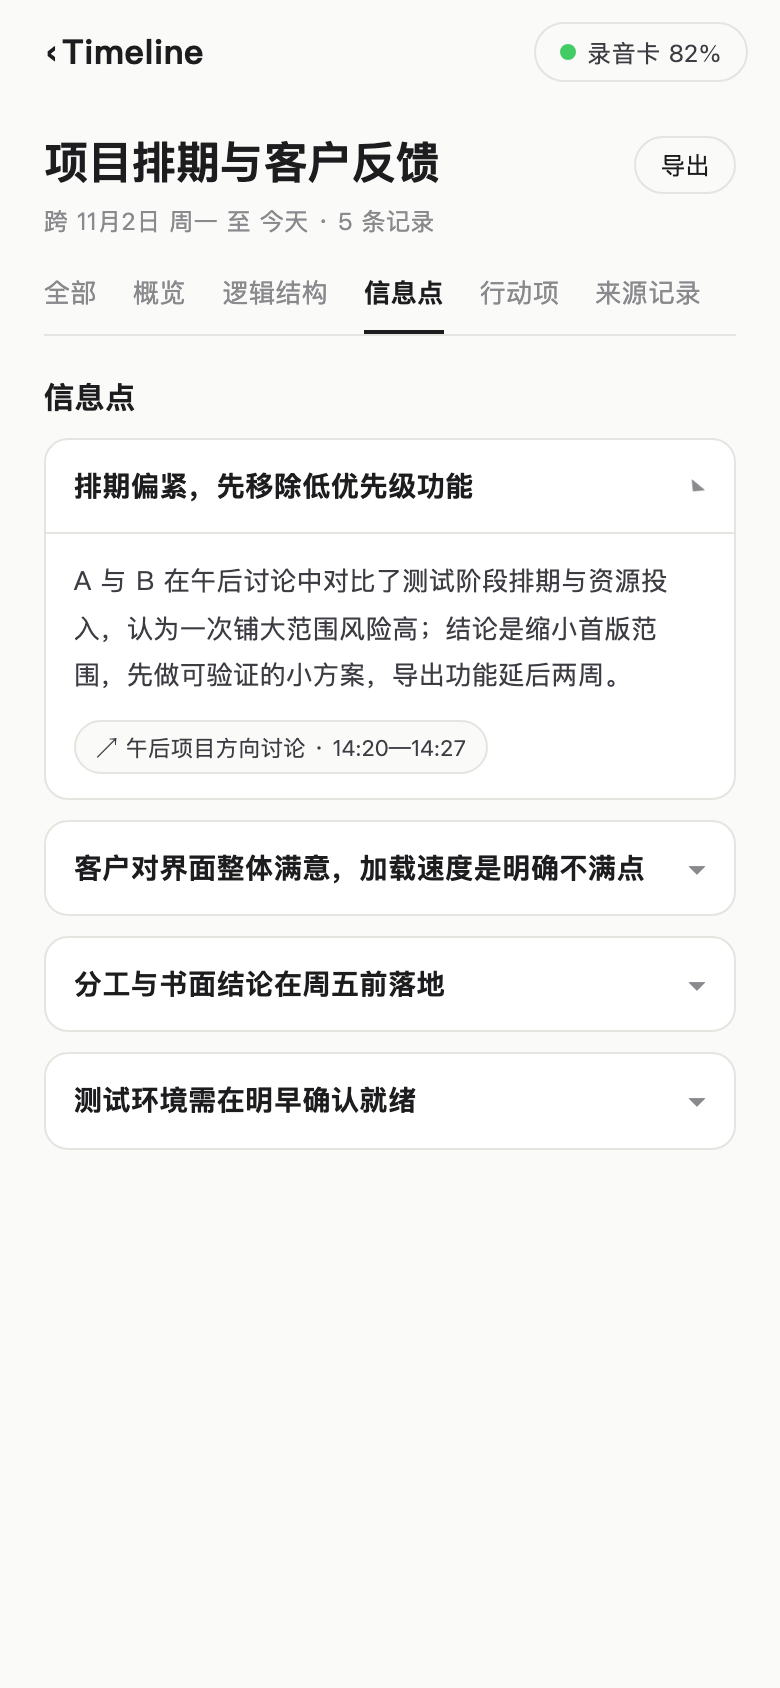 ‹ Timeline
录音卡 82%
项目排期与客户反馈
导出
跨 11月2日 周一 至 今天 · 5 条记录
全部 概览 逻辑结构 信息点 行动项 来源记录
信息点
排期偏紧，先移除低优先级功能
A 与 B 在午后讨论中对比了测试阶段排期与资源投
入，认为一次铺大范围风险高；结论是缩小首版范
围，先做可验证的小方案，导出功能延后两周。
↗ 午后项目方向讨论 · 14:20—14:27
客户对界面整体满意，加载速度是明确不满点
分工与书面结论在周五前落地
测试环境需在明早确认就绪